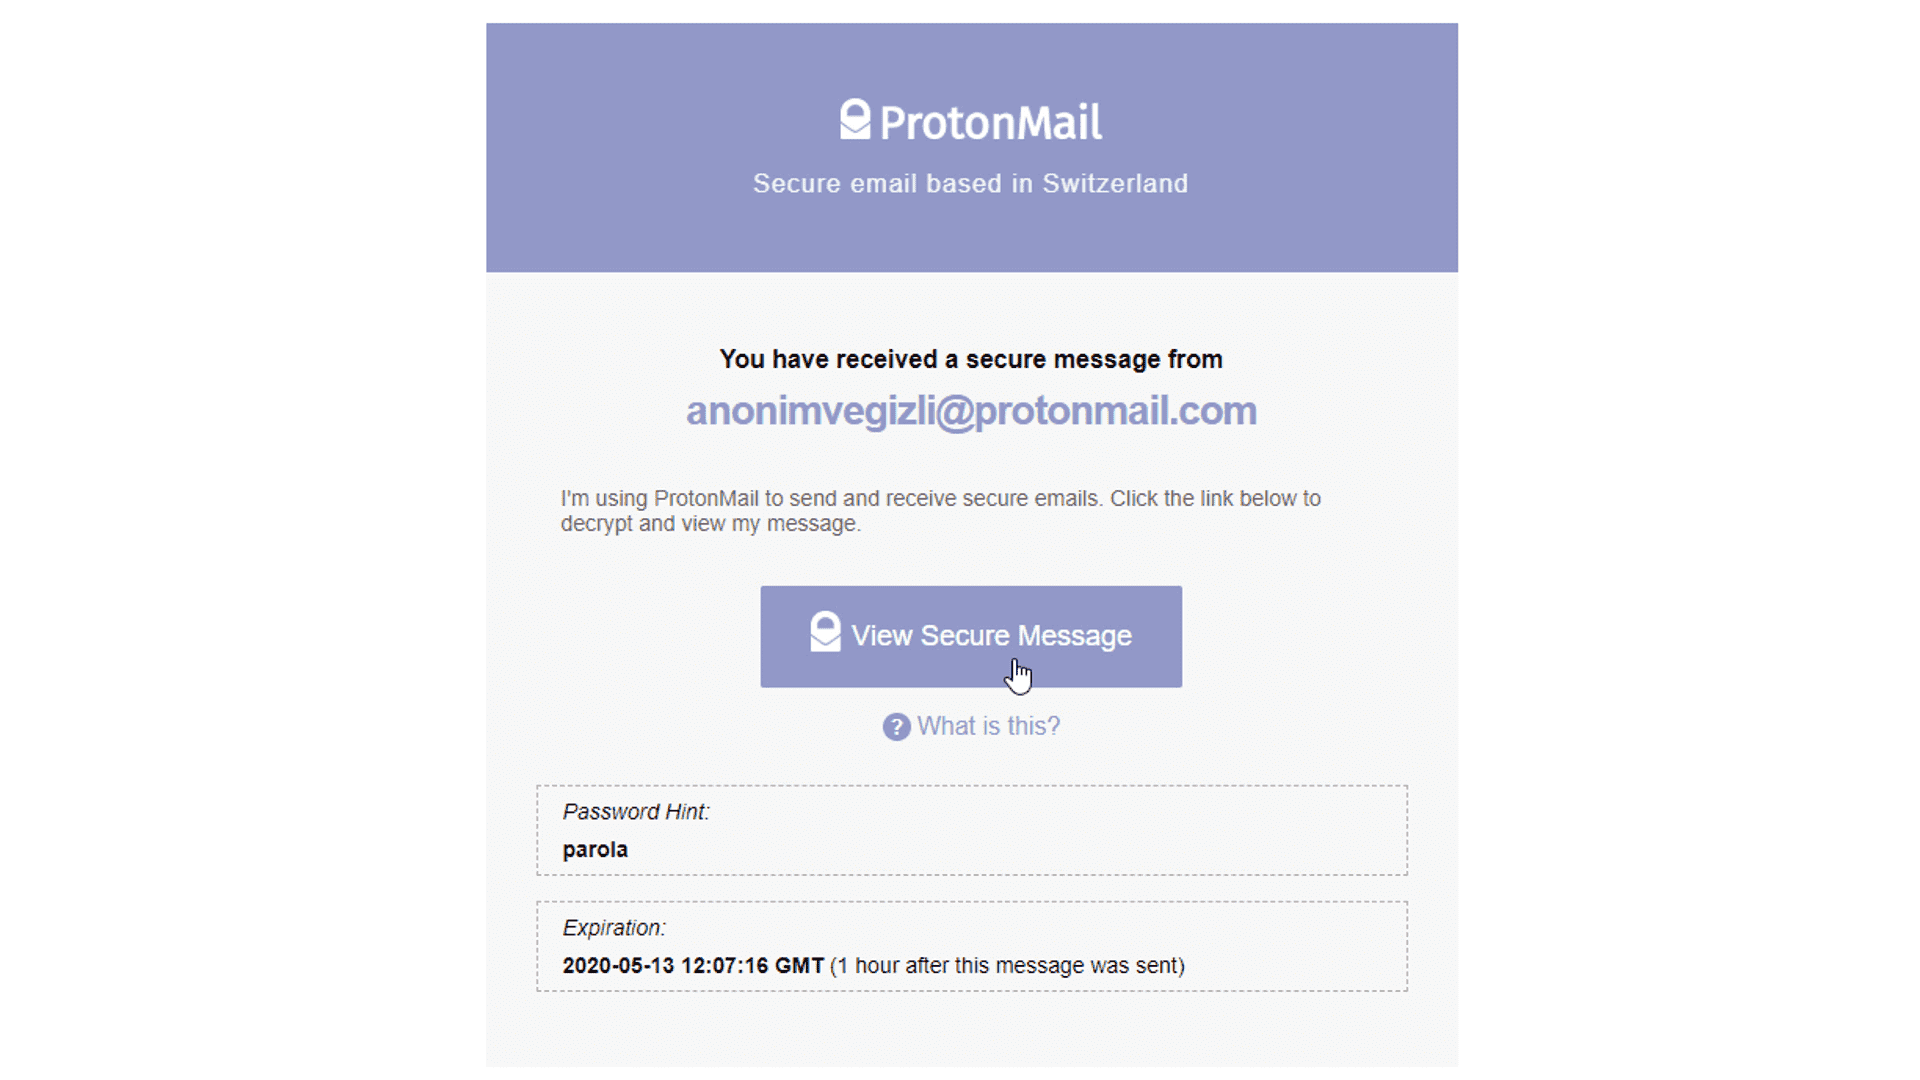 ProtonMail
Secure email based in Switzerland
You have received a secure message from
anonimvegizli@protonmail.com
I'm using ProtonMail to send and receive secure emails. Click the link below to
decrypt and view my message.
View Secure Message
? What is this?
Password Hint:
parola
Expiration:
2020-05-13 12:07:16 GMT (1 hour after this message was sent)